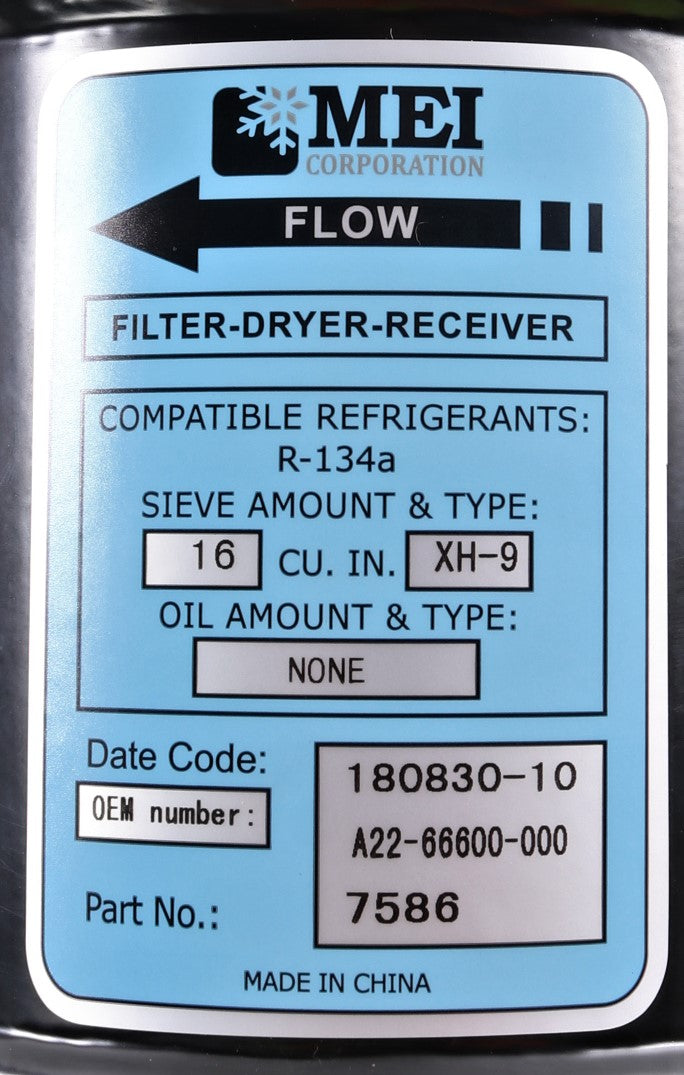 MEI
CORPORATION
FLOW
FILTER-DRYER-RECEIVER
COMPATIBLE REFRIGERANTS:
R-134a
SIEVE AMOUNT & TYPE:
16 CU. IN. XH-9
OIL AMOUNT & TYPE:
NONE
Date Code: 180830-10
OEM number: A22-66600-000
Part No.: 7586
MADE IN CHINA